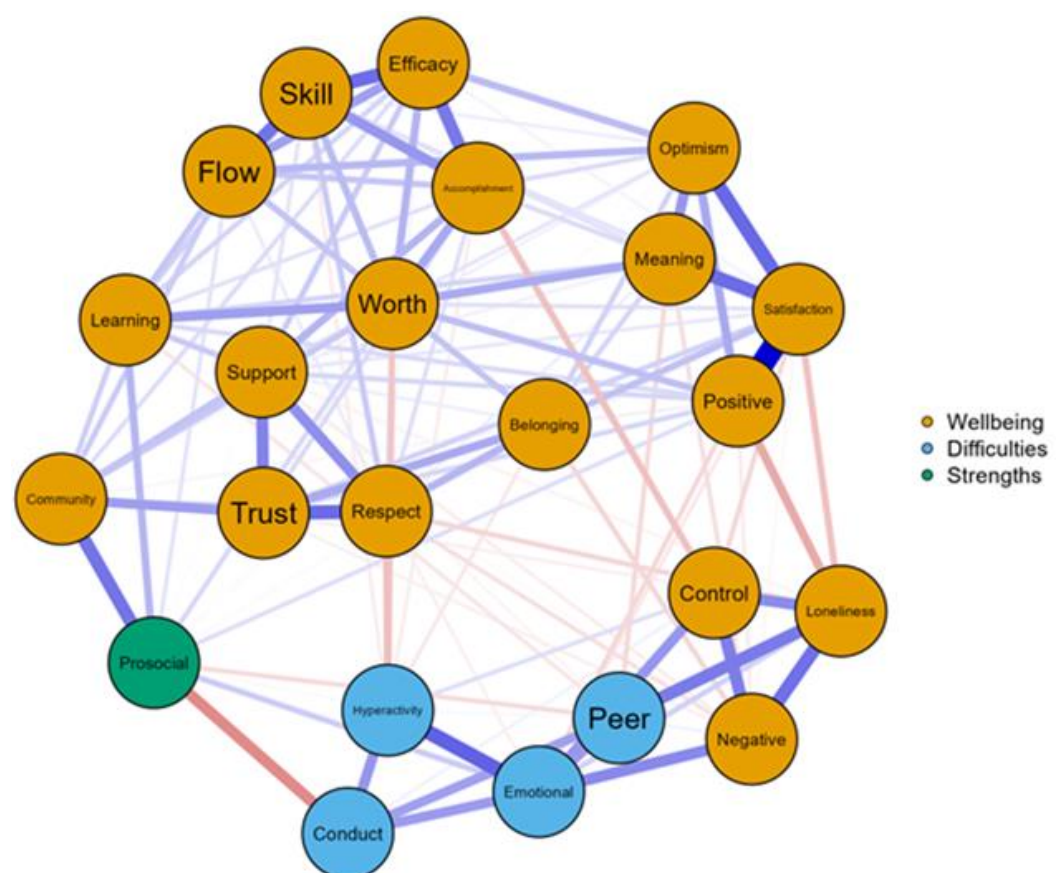 Efficacy
Skill
Optimism
Flow
Accomplishment
Meaning
Worth
Satisfaction
Learning
Support
Positive
Belonging
Wellbeing
Difficulties
Strengths
Community
Trust
Respect
Control
Loneliness
Prosocial
Hyperactivity
Peer
Negative
Emotional
Conduct